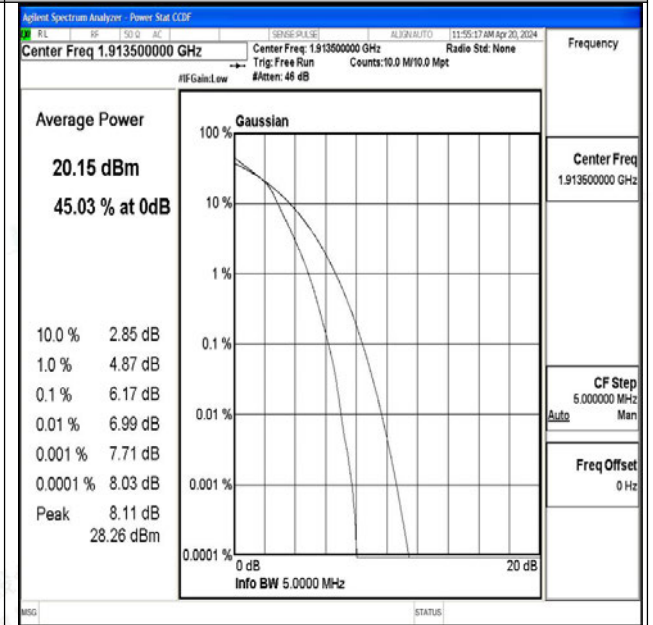 Agilent Spectrum Analyzer - Power Stat CCDF
RL RF 50 Ω AC SENSE:PULSE ALIGN AUTO 11:55:17 AM Apr 20, 2024
Center Freq 1.913500000 GHz
Center Freq: 1.913500000 GHz Radio Std: None
Trig: Free Run Counts:10.0 M/10.0 Mpt
#IFGain:Low #Atten: 46 dB
Frequency
Average Power
20.15 dBm
45.03 % at 0dB
10.0 % 2.85 dB
1.0 % 4.87 dB
0.1 % 6.17 dB
0.01 % 6.99 dB
0.001 % 7.71 dB
0.0001 % 8.03 dB
Peak 8.11 dB
28.26 dBm
Gaussian
100 %
10 %
1 %
0.1 %
0.01 %
0.001 %
0.0001 %
0 dB 20 dB
Info BW 5.0000 MHz
Center Freq
1.913500000 GHz
CF Step
5.000000 MHz
Auto Man
Freq Offset
0 Hz
MSG STATUS